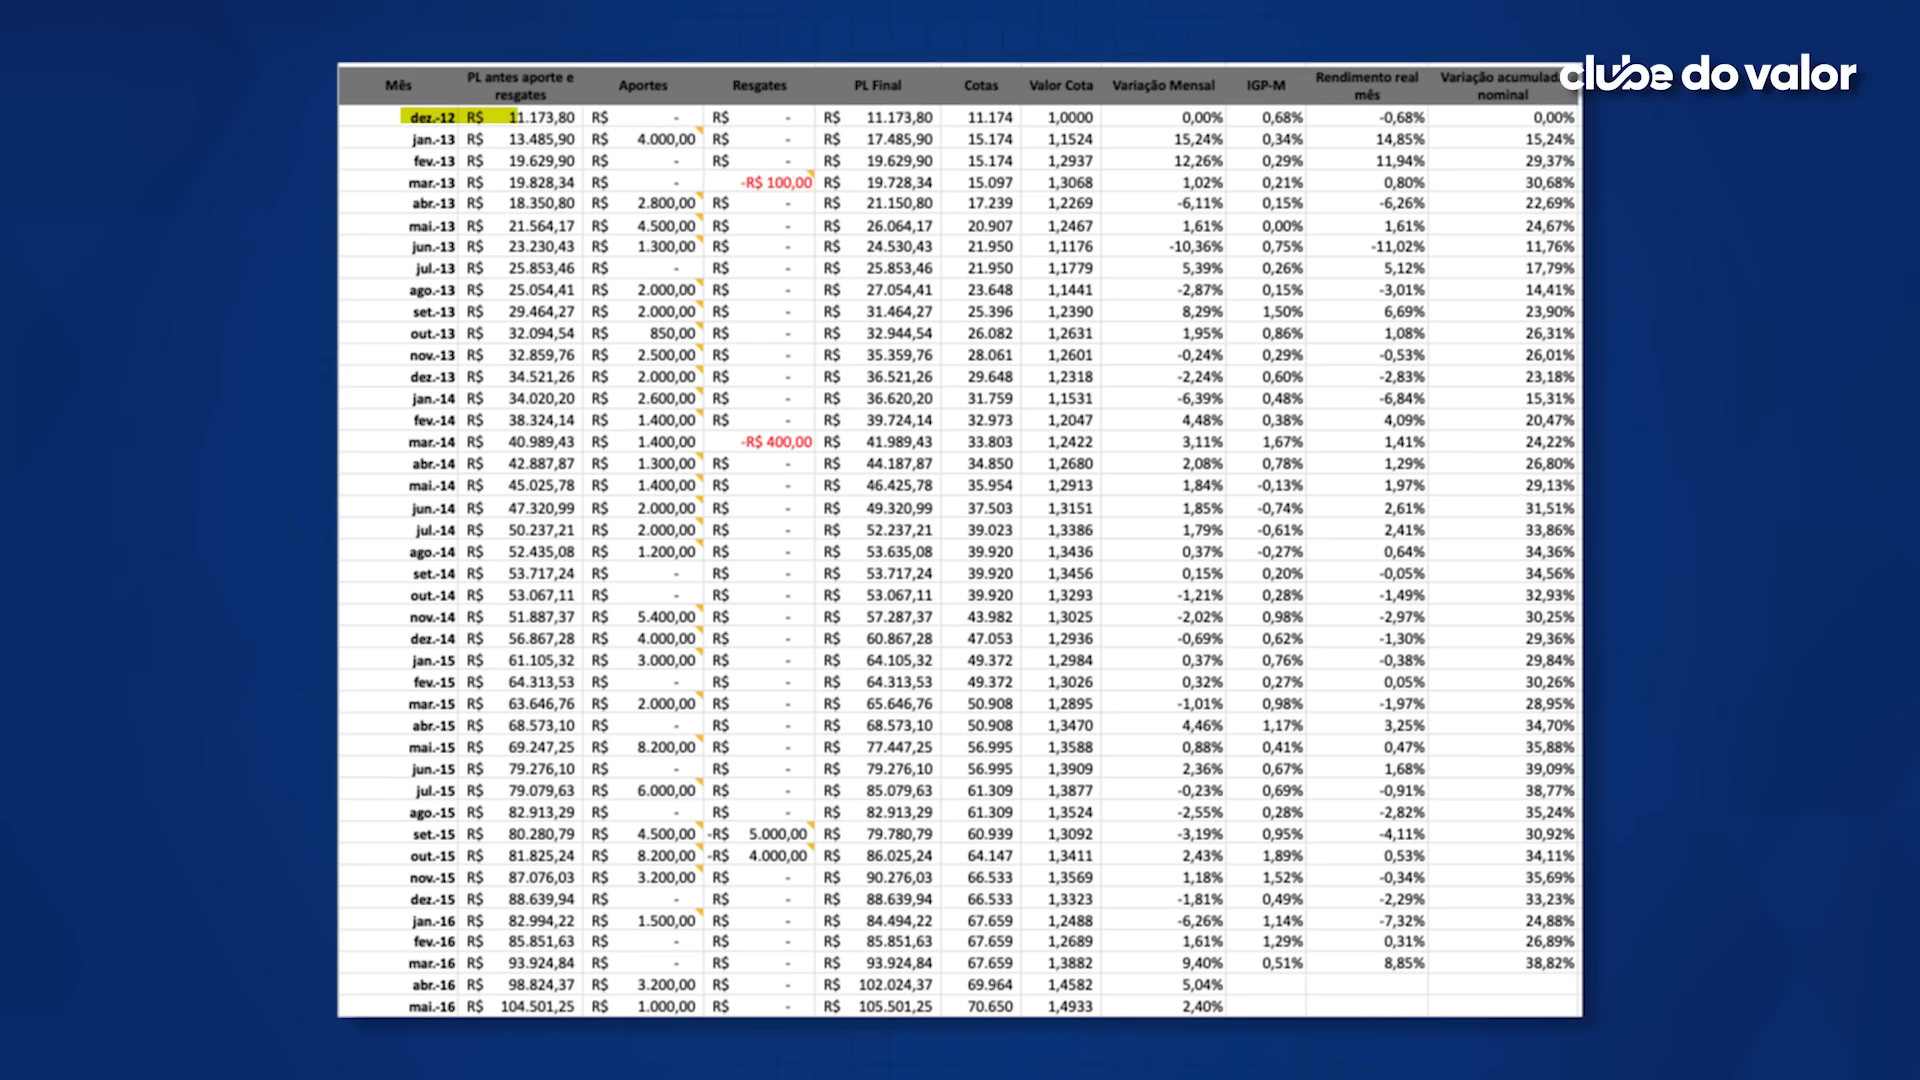 clube do valor
Mês PL antes aporte e resgates Aportes Resgates PL Final Cotas Valor Cota Variação Mensal IGP-M Rendimento real mês Variação acumulada nominal
dez.-12 R$ 11.173,80 R$ - R$ - R$ 11.173,80 11.174 1,0000 0,00% 0,68% -0,68% 0,00%
jan.-13 R$ 13.485,90 R$ 4.000,00 R$ - R$ 17.485,90 15.174 1,1524 15,24% 0,34% 14,85% 15,24%
fev.-13 R$ 19.629,90 R$ - R$ - R$ 19.629,90 15.174 1,2937 12,26% 0,29% 11,94% 29,37%
mar.-13 R$ 19.828,34 R$ - -R$ 100,00 R$ 19.728,34 15.097 1,3068 1,02% 0,21% 0,80% 30,68%
abr.-13 R$ 18.350,80 R$ 2.800,00 R$ - R$ 21.150,80 17.239 1,2269 -6,11% 0,15% -6,26% 22,69%
mai.-13 R$ 21.564,17 R$ 4.500,00 R$ - R$ 26.064,17 20.907 1,2467 1,61% 0,00% 1,61% 24,67%
jun.-13 R$ 23.230,43 R$ 1.300,00 R$ - R$ 24.530,43 21.950 1,1176 -10,36% 0,75% -11,02% 11,76%
jul.-13 R$ 25.853,46 R$ - R$ - R$ 25.853,46 21.950 1,1779 5,39% 0,26% 5,12% 17,79%
ago.-13 R$ 25.054,41 R$ 2.000,00 R$ - R$ 27.054,41 23.648 1,1441 -2,87% 0,15% -3,01% 14,41%
set.-13 R$ 29.464,27 R$ 2.000,00 R$ - R$ 31.464,27 25.396 1,2390 8,29% 1,50% 6,69% 23,90%
out.-13 R$ 32.094,54 R$ 850,00 R$ - R$ 32.944,54 26.082 1,2631 1,95% 0,86% 1,08% 26,31%
nov.-13 R$ 32.859,76 R$ 2.500,00 R$ - R$ 35.359,76 28.061 1,2601 -0,24% 0,29% -0,53% 26,01%
dez.-13 R$ 34.521,26 R$ 2.000,00 R$ - R$ 36.521,26 29.648 1,2318 -2,24% 0,60% -2,83% 23,18%
jan.-14 R$ 34.020,20 R$ 2.600,00 R$ - R$ 36.620,20 31.759 1,1531 -6,39% 0,48% -6,84% 15,31%
fev.-14 R$ 38.324,14 R$ 1.400,00 R$ - R$ 39.724,14 32.973 1,2047 4,48% 0,38% 4,09% 20,47%
mar.-14 R$ 40.989,43 R$ 1.400,00 -R$ 400,00 R$ 41.989,43 33.803 1,2422 3,11% 1,67% 1,41% 24,22%
abr.-14 R$ 42.887,87 R$ 1.300,00 R$ - R$ 44.187,87 34.850 1,2680 2,08% 0,78% 1,29% 26,80%
mai.-14 R$ 45.025,78 R$ 1.400,00 R$ - R$ 46.425,78 35.954 1,2913 1,84% -0,13% 1,97% 29,13%
jun.-14 R$ 47.320,99 R$ 2.000,00 R$ - R$ 49.320,99 37.503 1,3151 1,85% -0,74% 2,61% 31,51%
jul.-14 R$ 50.237,21 R$ 2.000,00 R$ - R$ 52.237,21 39.023 1,3386 1,79% -0,61% 2,41% 33,86%
ago.-14 R$ 52.435,08 R$ 1.200,00 R$ - R$ 53.635,08 39.920 1,3436 0,37% -0,27% 0,64% 34,36%
set.-14 R$ 53.717,24 R$ - R$ - R$ 53.717,24 39.920 1,3456 0,15% 0,20% -0,05% 34,56%
out.-14 R$ 53.067,11 R$ - R$ - R$ 53.067,11 39.920 1,3293 -1,21% 0,28% -1,49% 32,93%
nov.-14 R$ 51.887,37 R$ 5.400,00 R$ - R$ 57.287,37 43.982 1,3025 -2,02% 0,98% -2,97% 30,25%
dez.-14 R$ 56.867,28 R$ 4.000,00 R$ - R$ 60.867,28 47.053 1,2936 -0,69% 0,62% -1,30% 29,36%
jan.-15 R$ 61.105,32 R$ 3.000,00 R$ - R$ 64.105,32 49.372 1,2984 0,37% 0,76% -0,38% 29,84%
fev.-15 R$ 64.313,53 R$ - R$ - R$ 64.313,53 49.372 1,3026 0,32% 0,27% 0,05% 30,26%
mar.-15 R$ 63.646,76 R$ 2.000,00 R$ - R$ 65.646,76 50.908 1,2895 -1,01% 0,98% -1,97% 28,95%
abr.-15 R$ 68.573,10 R$ - R$ - R$ 68.573,10 50.908 1,3470 4,46% 1,17% 3,25% 34,70%
mai.-15 R$ 69.247,25 R$ 8.200,00 R$ - R$ 77.447,25 56.995 1,3588 0,88% 0,41% 0,47% 35,88%
jun.-15 R$ 79.276,10 R$ - R$ - R$ 79.276,10 56.995 1,3909 2,36% 0,67% 1,68% 39,09%
jul.-15 R$ 79.079,63 R$ 6.000,00 R$ - R$ 85.079,63 61.309 1,3877 -0,23% 0,69% -0,91% 38,77%
ago.-15 R$ 82.913,29 R$ - R$ - R$ 82.913,29 61.309 1,3524 -2,55% 0,28% -2,82% 35,24%
set.-15 R$ 80.280,79 R$ 4.500,00 -R$ 5.000,00 R$ 79.780,79 60.939 1,3092 -3,19% 0,95% -4,11% 30,92%
out.-15 R$ 81.825,24 R$ 8.200,00 -R$ 4.000,00 R$ 86.025,24 64.147 1,3411 2,43% 1,89% 0,53% 34,11%
nov.-15 R$ 87.076,03 R$ 3.200,00 R$ - R$ 90.276,03 66.533 1,3569 1,18% 1,52% -0,34% 35,69%
dez.-15 R$ 88.639,94 R$ - R$ - R$ 88.639,94 66.533 1,3323 -1,81% 0,49% -2,29% 33,23%
jan.-16 R$ 82.994,22 R$ 1.500,00 R$ - R$ 84.494,22 67.659 1,2488 -6,26% 1,14% -7,32% 24,88%
fev.-16 R$ 85.851,63 R$ - R$ - R$ 85.851,63 67.659 1,2689 1,61% 1,29% 0,31% 26,89%
mar.-16 R$ 93.924,84 R$ - R$ - R$ 93.924,84 67.659 1,3882 9,40% 0,51% 8,85% 38,82%
abr.-16 R$ 98.824,37 R$ 3.200,00 R$ - R$ 102.024,37 69.964 1,4582 5,04%
mai.-16 R$ 104.501,25 R$ 1.000,00 R$ - R$ 105.501,25 70.650 1,4933 2,40%